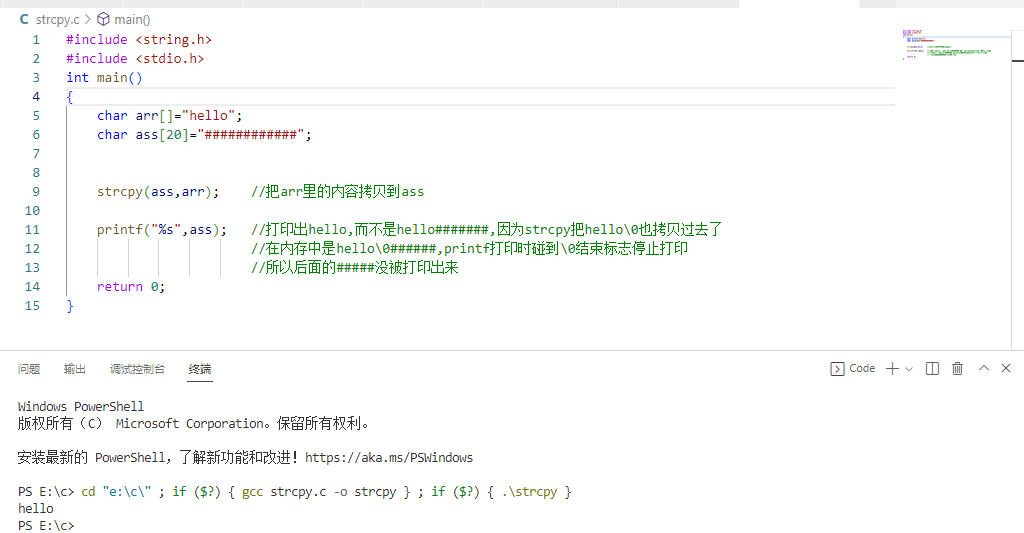 C strcpy.c > main()
1 #include <string.h>
2 #include <stdio.h>
3 int main()
4 {
5 char arr[]="hello";
6 char ass[20]="############";
7
8
9 strcpy(ass,arr); //把arr里的内容拷贝到ass
10
11 printf("%s",ass); //打印出hello,而不是hello#######,因为strcpy把hello\0也拷贝过去了
12 //在内存中是hello\0######,printf打印时碰到\0结束标志停止打印
13 //所以后面的#####没被打印出来
14 return 0;
15 }
问题 输出 调试控制台 终端 Code
Windows PowerShell
版权所有（C） Microsoft Corporation。保留所有权利。
安装最新的 PowerShell，了解新功能和改进！https://aka.ms/PSWindows
PS E:\c> cd "e:\c\" ; if ($?) { gcc strcpy.c -o strcpy } ; if ($?) { .\strcpy }
hello
PS E:\c>